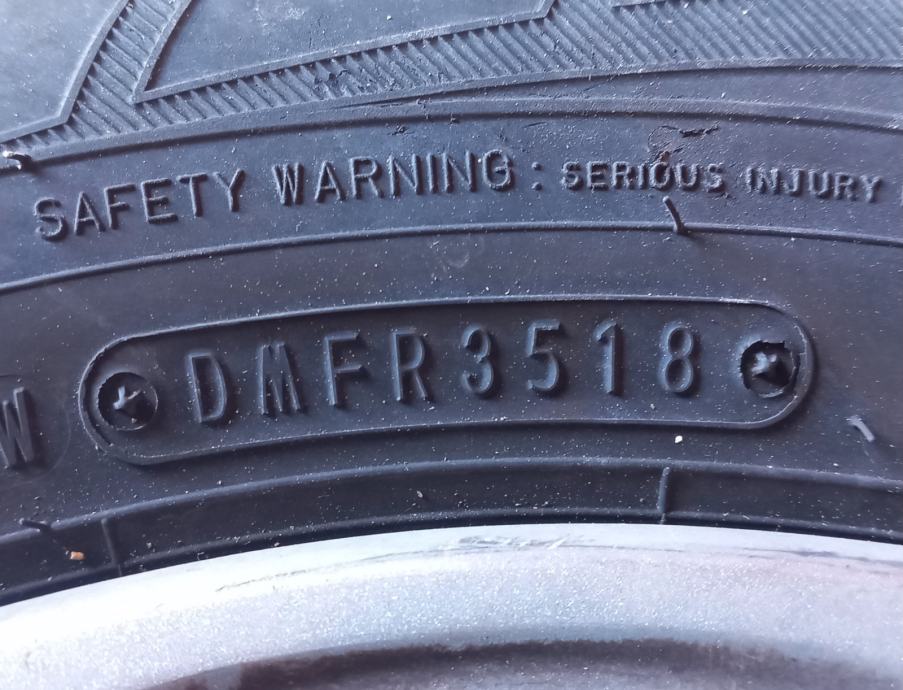 SAFETY WARNING: SERIOUS INJURY
DMFR3518
W